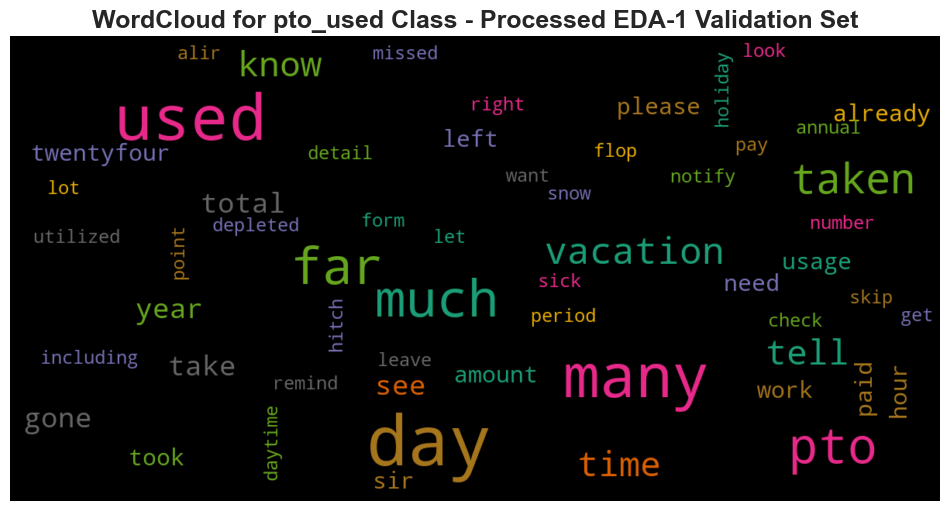 WordCloud for pto_used Class - Processed EDA-1 Validation Set
alir
know
missed
look
used
right
please
holiday
already
annual
twentyfour
detail
left
flop
pay
lot
want
snow
notify
taken
total
utilized
depleted
form
let
number
point
far
vacation
usage
much
sick
need
skip
year
hitch
period
check
get
including
take
leave
tell
remind
see
amount
many
work
paid
hour
gone
took
daytime
day
sir
time
pto